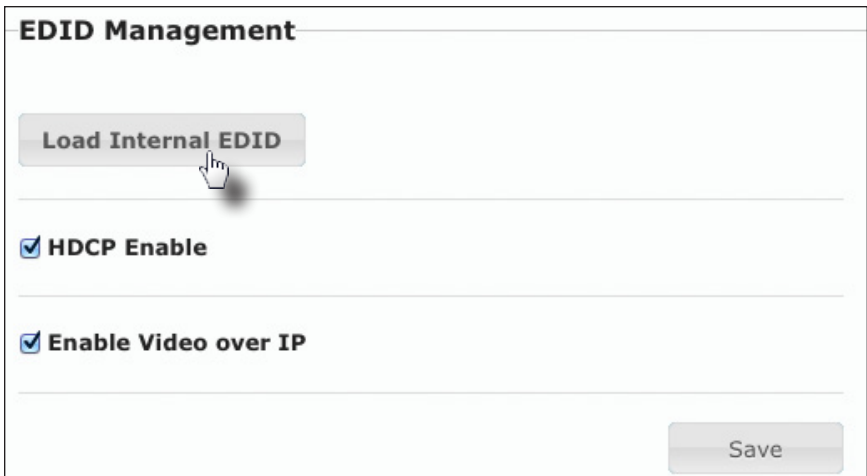 EDID Management
Load Internal EDID
HDCP Enable
Enable Video over IP
Save